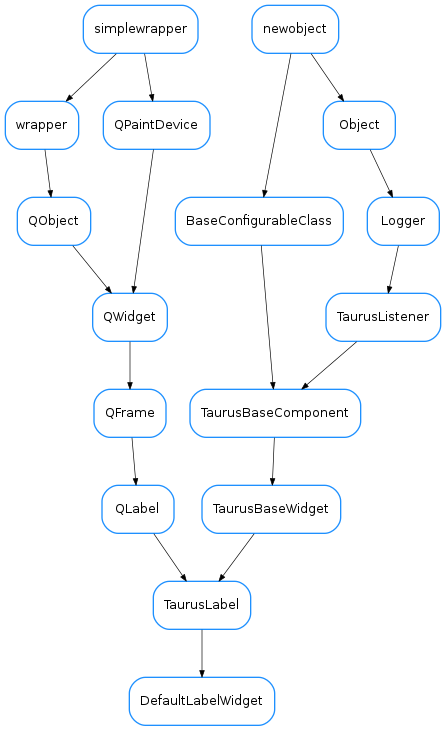 simplewrapper
newobject
wrapper
QPaintDevice
Object
QObject
BaseConfigurableClass
Logger
QWidget
TaurusListener
QFrame
TaurusBaseComponent
QLabel
TaurusBaseWidget
TaurusLabel
DefaultLabelWidget